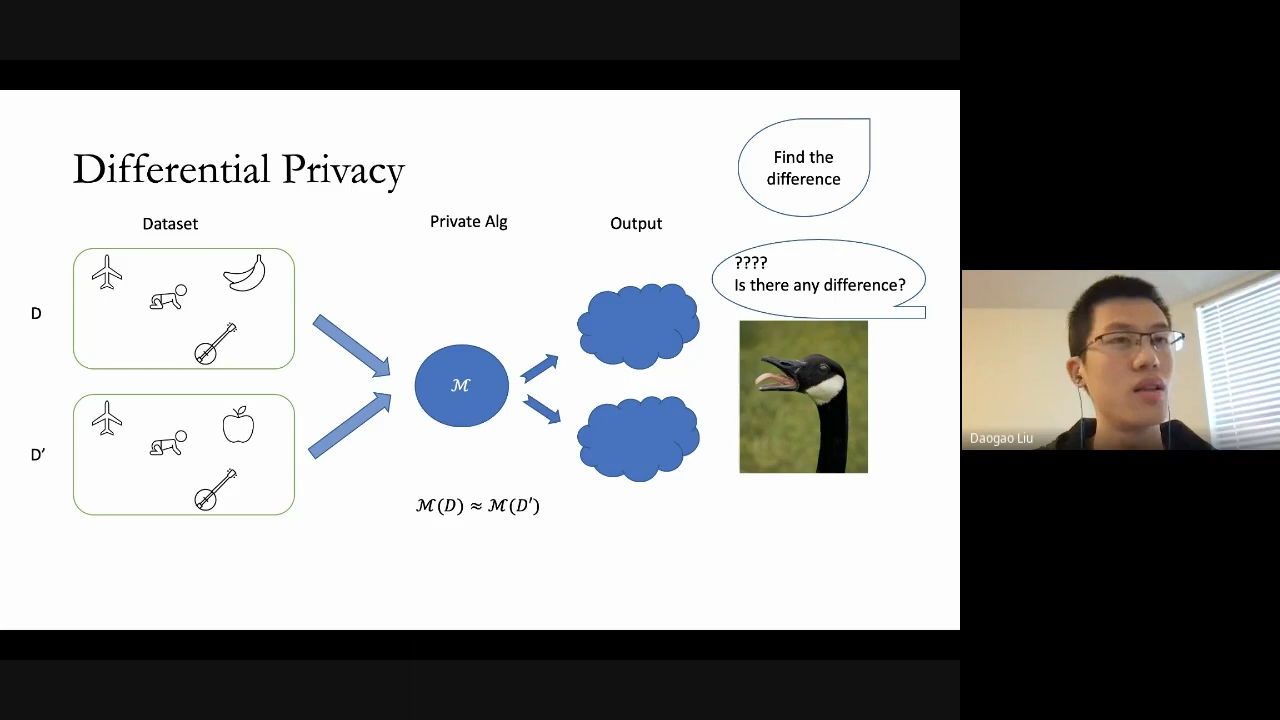 Differential Privacy
Find the
difference
Dataset
Private Alg
Output
????
Is there any difference?
D
ℳ
D′
ℳ(D) ≈ ℳ(D′)
Daogao Liu